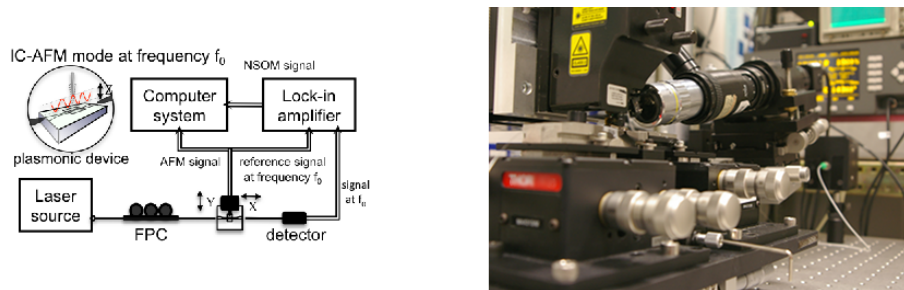 IC-AFM mode at frequency f₀
NSOM signal
Computer
system
Lock-in
amplifier
plasmonic device
AFM signal
reference signal
at frequency f₀
signal
at f₀
Laser
source
Y
X
FPC
detector
Z
THOR